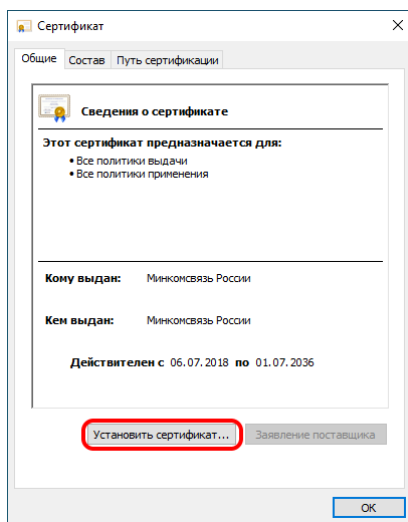 Сертификат
Общие Состав Путь сертификации
Сведения о сертификате
Этот сертификат предназначается для:
• Все политики выдачи
• Все политики применения
Кому выдан: Минкомсвязь России
Кем выдан: Минкомсвязь России
Действителен с 06.07.2018 по 01.07.2036
Установить сертификат... Заявление поставщика
ОК